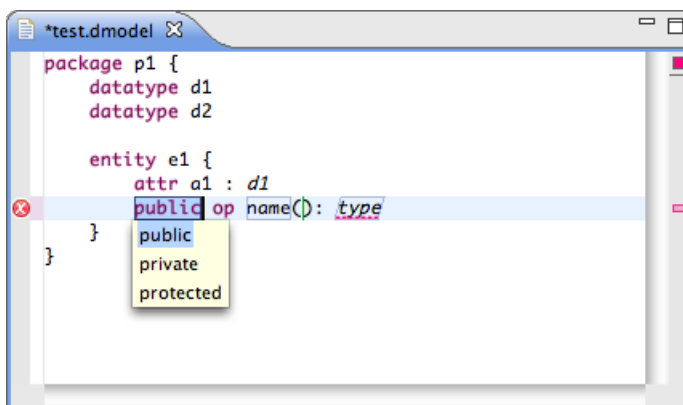 *test.dmodel
package p1 {
datatype d1
datatype d2
entity e1 {
attr a1 : d1
public op name(): type
}
public
}
private
protected